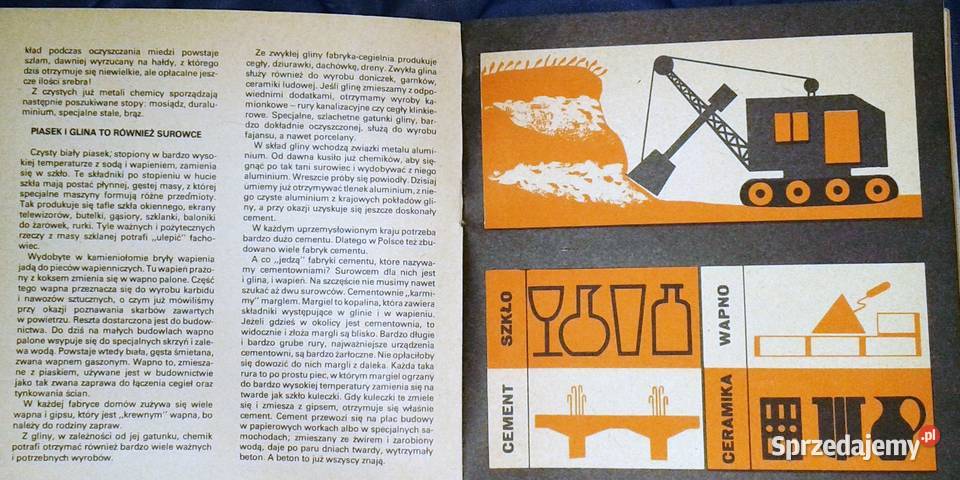 kład podczas oczyszczania miedzi powstaje
szlam, dawniej wyrzucany na hałdy, z którego
dziś otrzymuje się niewielkie, ale opłacalne jesz-
cze ilości srebra!
Z czystych już metali chemicy sporządzają
następnie poszukiwane stopy: mosiądz, dura lu-
minium, specjalne stale, brąz.
PIASEK I GLINA TO RÓWNIEŻ SUROWCE
Czysty biały piasek, stopiony w bardzo wyso-
kiej temperaturze z sodą i wapieniem, zamienia
się w szkło. Te składniki po stopieniu w hucie
szkła mają postać płynnej, gęstej masy, z której
specjalne maszyny formują różne przedmioty.
Tak produkuje się tafle szkła okiennego, ekrany
telewizorów, butelki, gąsiory, szklanki, baloniki
do żarówek, rurki. Tyle ważnych i pożytecznych
rzeczy z masy szklanej potrafi „ulepić" facho-
wiec.
Wydobyte w kamieniołomie bryły wapienia
jadą do pieców wapienniczych. Tu wapień prażo-
ny z koksem zmienia się w wapno palone. Część
tego wapna przeznacza się do wyrobu karbidu
i nawozów sztucznych, o czym już mówiliśmy
przy okazji poznawania skarbów zawartych
w powietrzu. Reszta dostarczona jest do budow-
nictwa. Do dziś na małych budowlach wapno
palone wsypuje się do specjalnych skrzyń i zale-
wa wodą. Powstaje wtedy biała, gęsta śmietana,
zwana wapnem gaszonym. Wapno to, zmiesza-
ne z piaskiem, używane jest w budownictwie
jako tak zwana zaprawa do łączenia cegieł oraz
tynkowania ścian.
W każdej fabryce domów zużywa się wiele
wapna i gipsu, który jest „krewnym" wapna, bo
należy do rodziny zapraw.
Z gliny, w zależności od jej gatunku, chemik
potrafi otrzymać również bardzo wiele ważnych
i potrzebnych wyrobów.
Ze zwykłej gliny fabryka-cegielnia produkuje
cegły, dziurawki, dachówkę, dreny. Zwykła glina
służy również do wyrobu doniczek, garnków,
ceramiki ludowej. Jeśli glinę zmieszamy z odpo-
wiednimi dodatkami, otrzymamy wyroby ka-
mionkowe – rury kanalizacyjne czy cegły klinkie-
rowe. Specjalne, szlachetne gatunki gliny, bar-
dzo dokładnie oczyszczonej, służą do wyrobu
fajansu, a nawet porcelany.
W skład gliny wchodzą związki metalu alumi-
nium. Od dawna kusiło już chemików, aby się-
gnąć po tak tani surowiec i wydobywać z niego
aluminium. Wreszcie próby się powiodły. Dzisiaj
umiemy już otrzymywać tlenek aluminium, z nie-
go czyste aluminium z krajowych pokładów gli-
ny, a przy okazji uzyskuje się jeszcze doskonały
cement.
W każdym uprzemysłowionym kraju potrzeba
bardzo dużo cementu. Dlatego w Polsce też zbu-
dowano wiele fabryk cementu.
A co „jedzą" fabryki cementu, które nazywa-
my cementowniami? Surowcem dla nich jest
i glina, i wapień. Na szczęście nie musimy nawet
szukać aż dwu surowców. Cementownie „karmi-
my" marglem. Margiel to kopalina, która zawiera
składniki występujące w glinie i w wapieniu.
Jeżeli gdzieś w okolicy jest cementownia, to
widocznie i złoża margli są blisko. Bardzo długie
i bardzo grube rury, najważniejsze urządzenia
cementowni, są bardzo żarłoczne. Nie opłaciłoby
się dowozić do nich margli z daleka. Każda taka
rura to po prostu piec, w którym margiel ogrzany
do bardzo wysokiej temperatury zamienia się na
twarde jak szkło kuleczki. Gdy kuleczki te zmiele
się i zmiesza z gipsem, otrzymuje się właśnie
cement. Cement przewozi się na plac budowy
w papierowych workach albo w specjalnych sa-
mochodach; zmieszany ze żwirem i zarobiony
wodą, daje po paru dniach twardy, wytrzymały
beton. A beton to już wszyscy znają.
SZKŁO
WAPNO
CEMENT
CERAMIKA
Sprzedajemy.pl